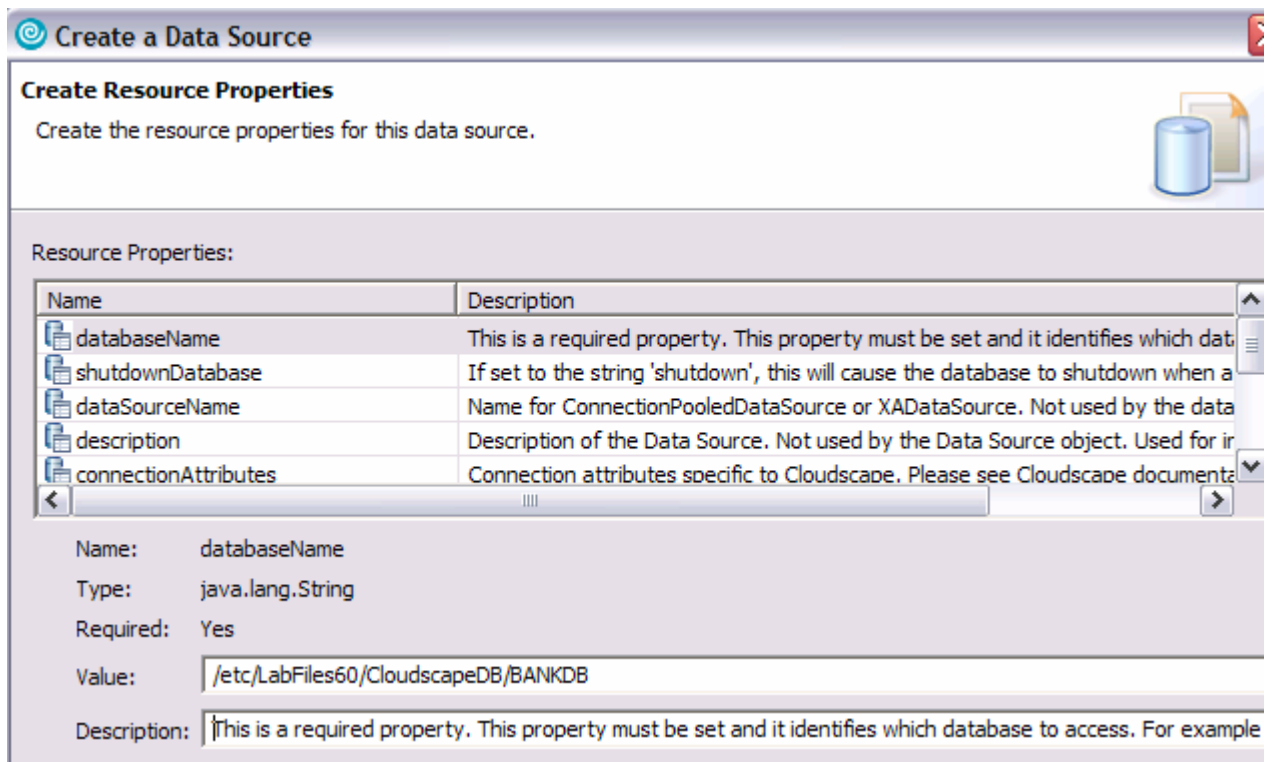 Create a Data Source
Create Resource Properties
Create the resource properties for this data source.
Resource Properties:
Name Description
databaseName This is a required property. This property must be set and it identifies which
shutdownDatabase If set to the string 'shutdown', this will cause the database to shutdown when a
dataSourceName Name for ConnectionPooledDataSource or XADataSource. Not used by the data
description Description of the Data Source. Not used by the Data Source object. Used for
connectionAttributes Connection attributes specific to Cloudscape. Please see Cloudscape
Name: databaseName
Type: java.lang.String
Required: Yes
Value: /etc/LabFiles60/CloudscapeDB/BANKDB
Description: This is a required property. This property must be set and it identifies which database to access. For example